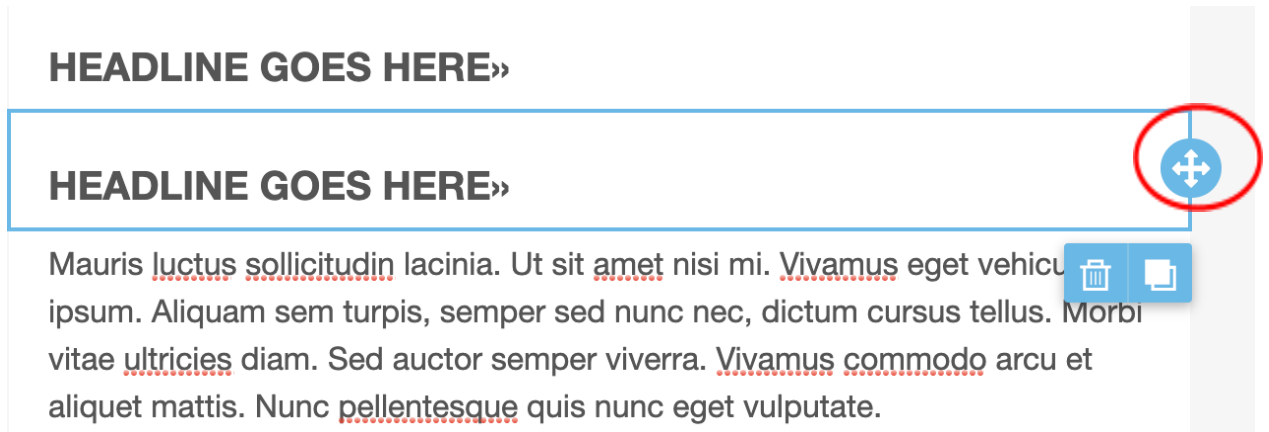 HEADLINE GOES HERE»
HEADLINE GOES HERE»
Mauris luctus sollicitudin lacinia. Ut sit amet nisi mi. Vivamus eget vehicu
ipsum. Aliquam sem turpis, semper sed nunc nec, dictum cursus tellus. Morbi
vitae ultricies diam. Sed auctor semper viverra. Vivamus commodo arcu et
aliquet mattis. Nunc pellentesque quis nunc eget vulputate.